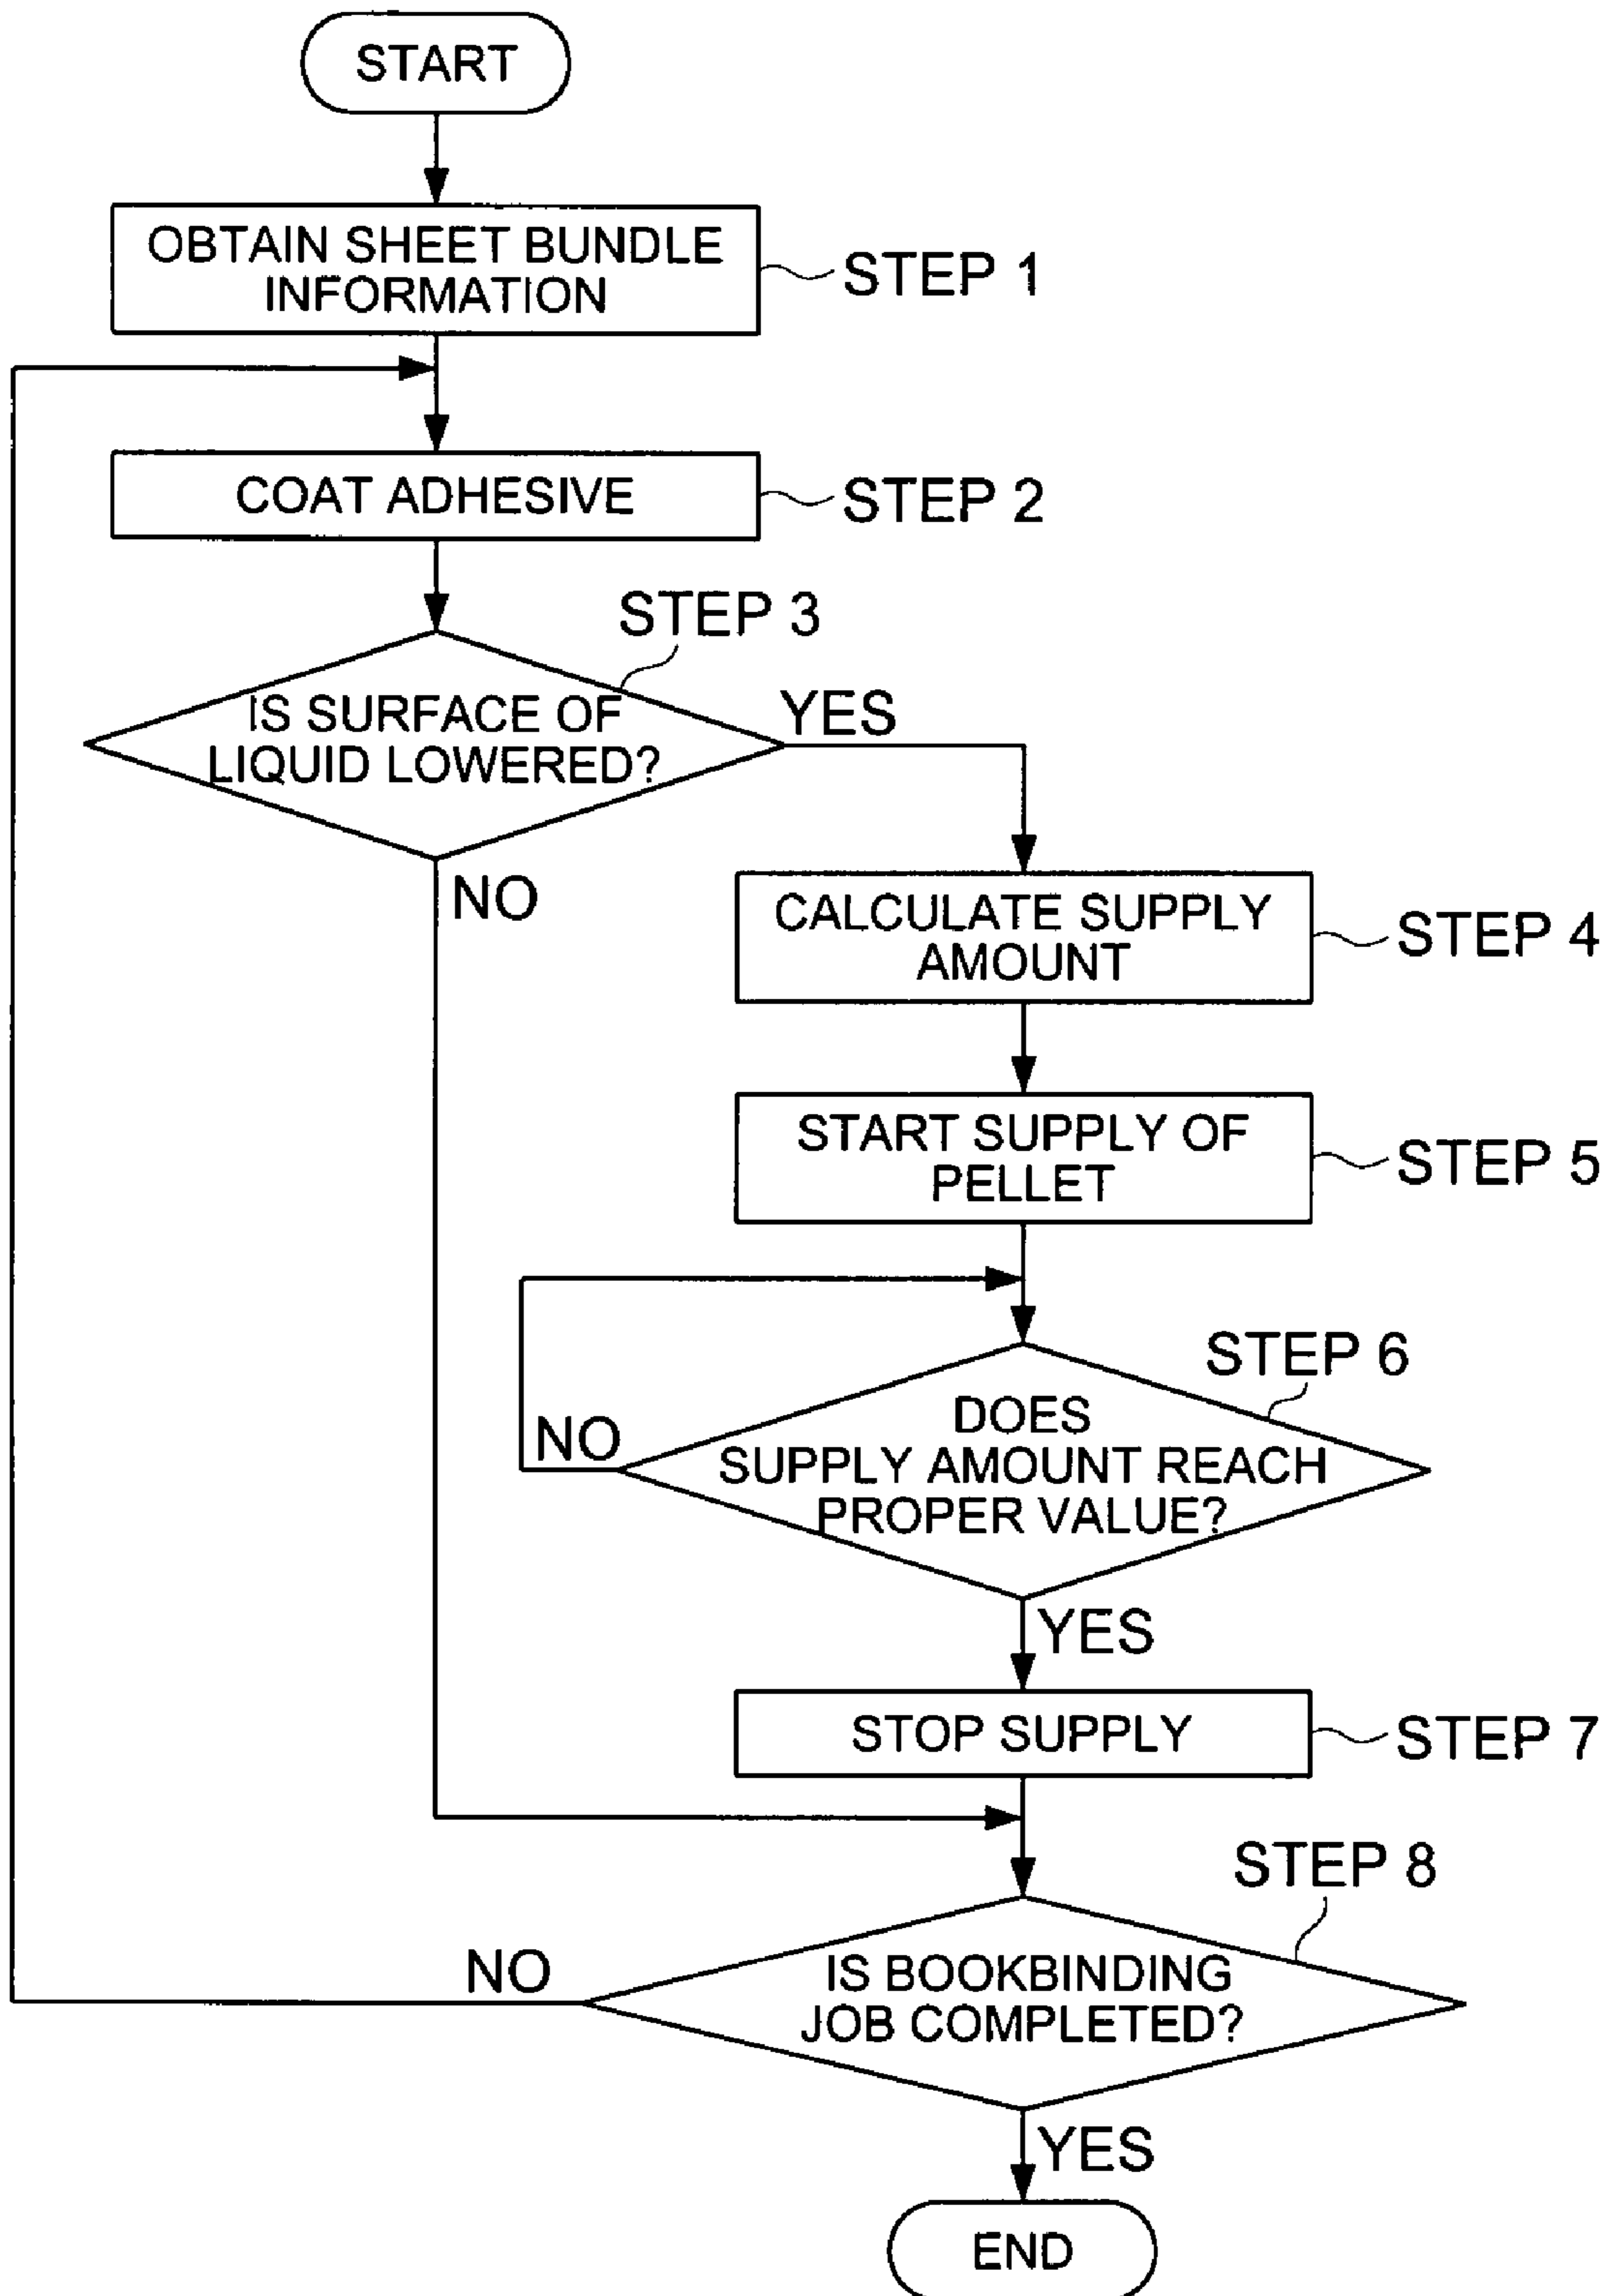 START
OBTAIN SHEET BUNDLE
INFORMATION
STEP 1
COAT ADHESIVE
STEP 2
STEP 3
IS SURFACE OF
LIQUID LOWERED?
YES
NO
CALCULATE SUPPLY
AMOUNT
STEP 4
START SUPPLY OF
PELLET
STEP 5
STEP 6
DOES
SUPPLY AMOUNT REACH
PROPER VALUE?
NO
YES
STOP SUPPLY
STEP 7
STEP 8
IS BOOKBINDING
JOB COMPLETED?
NO
YES
END